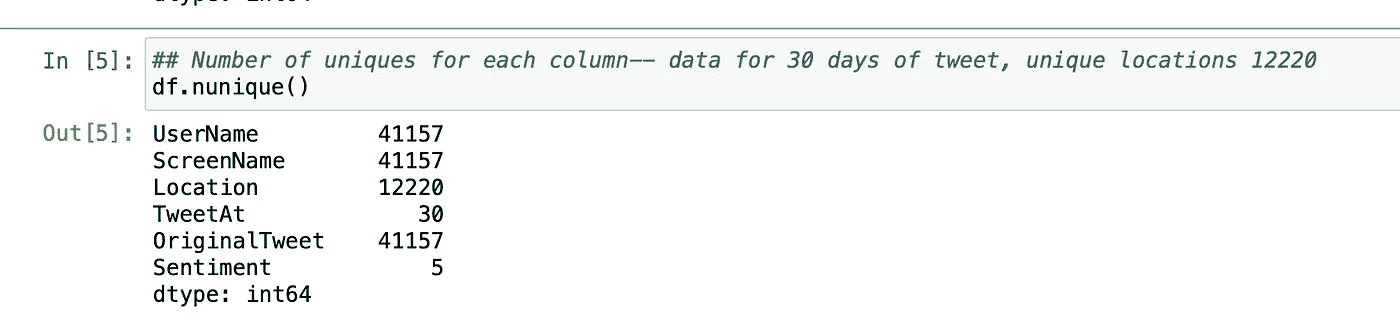 dtype: int64
In [5]: ## Number of uniques for each column—— data for 30 days of tweet, unique locations 12220
df.nunique()
Out[5]: UserName 41157
ScreenName 41157
Location 12220
TweetAt 30
OriginalTweet 41157
Sentiment 5
dtype: int64